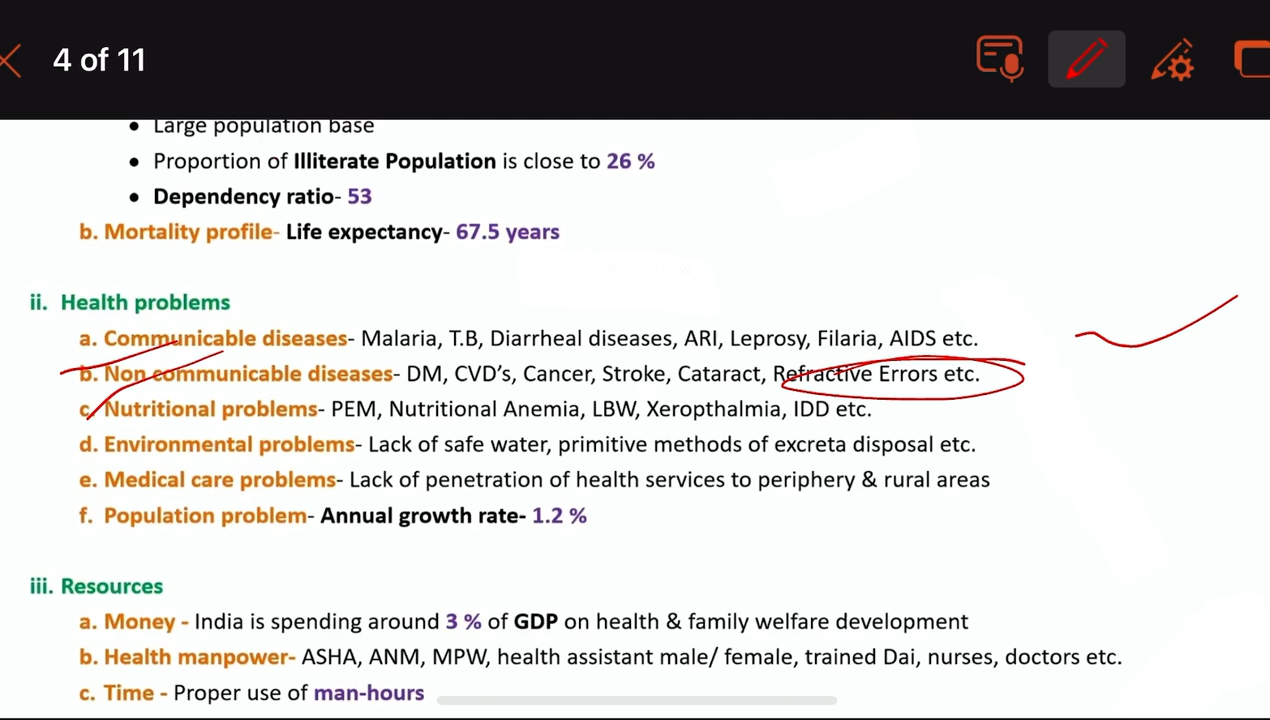 4 of 11
• Large population base
• Proportion of Illiterate Population is close to 26 %
• Dependency ratio- 53
b. Mortality profile- Life expectancy- 67.5 years
ii. Health problems
a. Communicable diseases- Malaria, T.B, Diarrheal diseases, ARI, Leprosy, Filaria, AIDS etc.
b. Non communicable diseases- DM, CVD's, Cancer, Stroke, Cataract, Refractive Errors etc.
c. Nutritional problems- PEM, Nutritional Anemia, LBW, Xeropthalmia, IDD etc.
d. Environmental problems- Lack of safe water, primitive methods of excreta disposal etc.
e. Medical care problems- Lack of penetration of health services to periphery & rural areas
f. Population problem- Annual growth rate- 1.2 %
iii. Resources
a. Money - India is spending around 3 % of GDP on health & family welfare development
b. Health manpower- ASHA, ANM, MPW, health assistant male/ female, trained Dai, nurses, doctors etc.
c. Time - Proper use of man-hours